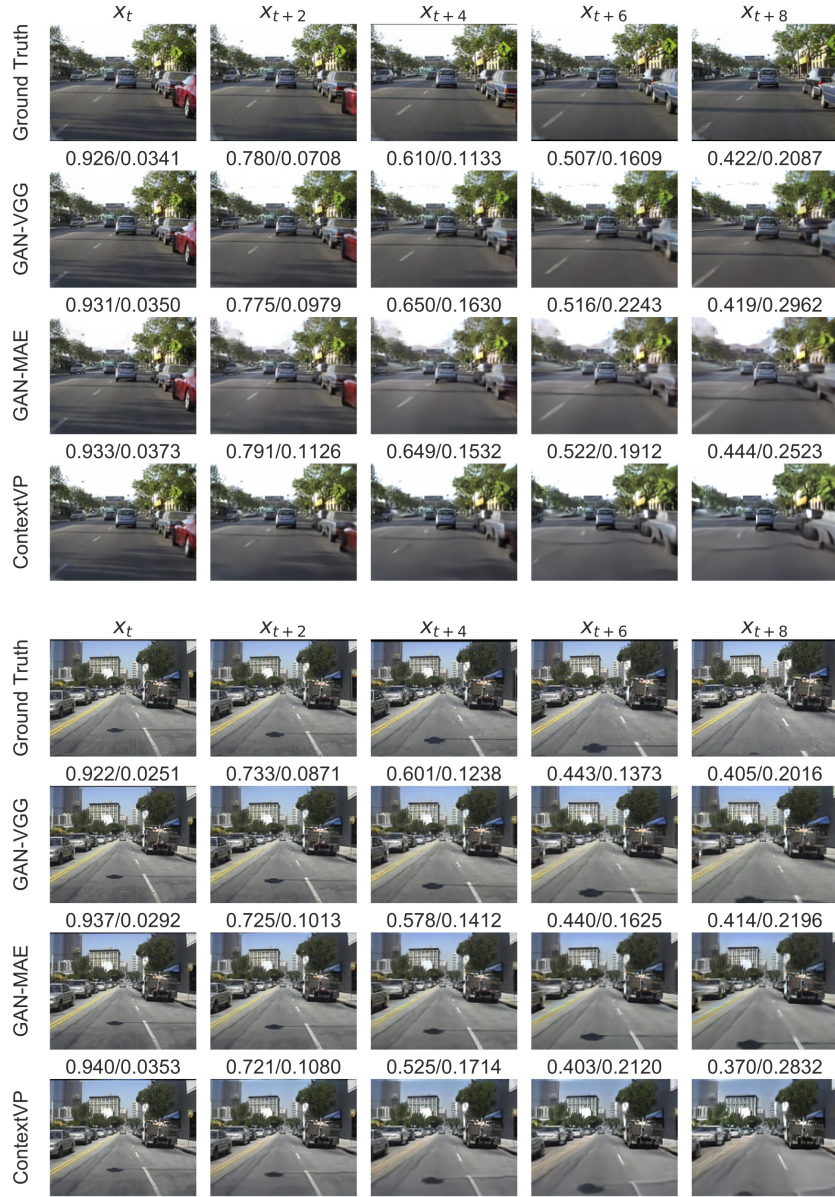 x_t x_{t+2} x_{t+4} x_{t+6} x_{t+8}
Ground Truth
0.926/0.0341 0.780/0.0708 0.610/0.1133 0.507/0.1609 0.422/0.2087
GAN-VGG
0.931/0.0350 0.775/0.0979 0.650/0.1630 0.516/0.2243 0.419/0.2962
GAN-MAE
0.933/0.0373 0.791/0.1126 0.649/0.1532 0.522/0.1912 0.444/0.2523
ContextVP
x_t x_{t+2} x_{t+4} x_{t+6} x_{t+8}
Ground Truth
0.922/0.0251 0.733/0.0871 0.601/0.1238 0.443/0.1373 0.405/0.2016
GAN-VGG
0.937/0.0292 0.725/0.1013 0.578/0.1412 0.440/0.1625 0.414/0.2196
GAN-MAE
0.940/0.0353 0.721/0.1080 0.525/0.1714 0.403/0.2120 0.370/0.2832
ContextVP